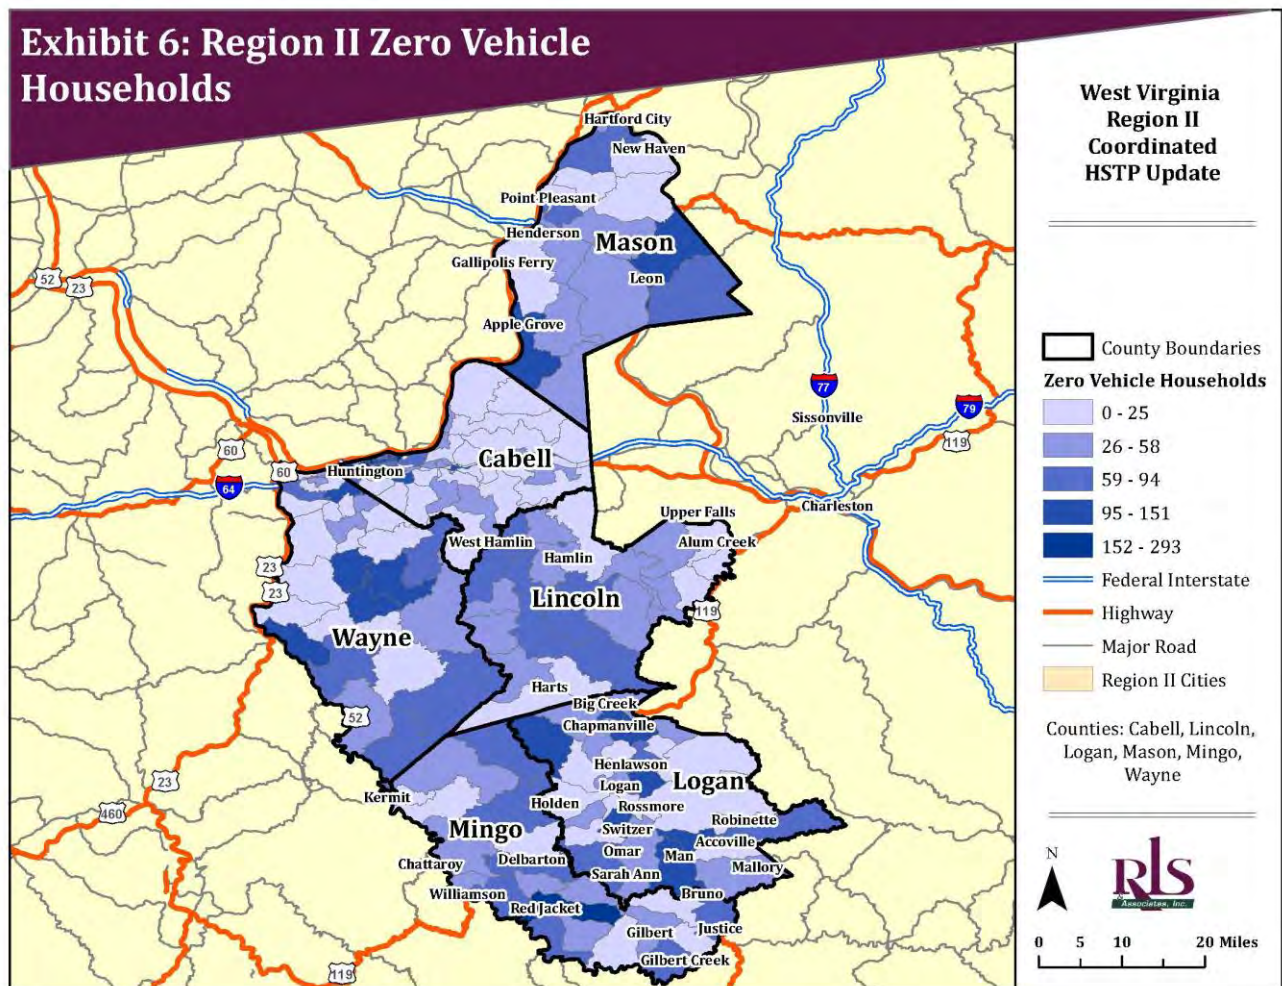 Exhibit 6: Region II Zero Vehicle
Households
Hartford City
New Haven
Point Pleasant
Henderson
Mason
Gallipolis Ferry
Leon
Apple Grove
52
23
77
Sissonville
79
119
60
60
Huntington
Cabell
64
Charleston
Upper Falls
West Hamlin
Hamlin
Alum Creek
23
23
Lincoln
119
Wayne
Harts
Big Creek
52
Chapmanville
Henlawson
Logan
Logan
23
Kermit
Holden
Rossmore
460
Mingo
Switzer
Robinette
Accoville
Omar
Man
Chattaroy
Delbarton
Mallory
Sarah Ann
Williamson
Bruno
Red Jacket
Gilbert
Justice
Gilbert Creek
119
West Virginia
Region II
Coordinated
HSTP Update
County Boundaries
Zero Vehicle Households
0 - 25
26 - 58
59 - 94
95 - 151
152 - 293
Federal Interstate
Highway
Major Road
Region II Cities
Counties: Cabell, Lincoln,
Logan, Mason, Mingo,
Wayne
N
RLS
& Associates, Inc.
0 5 10 20 Miles